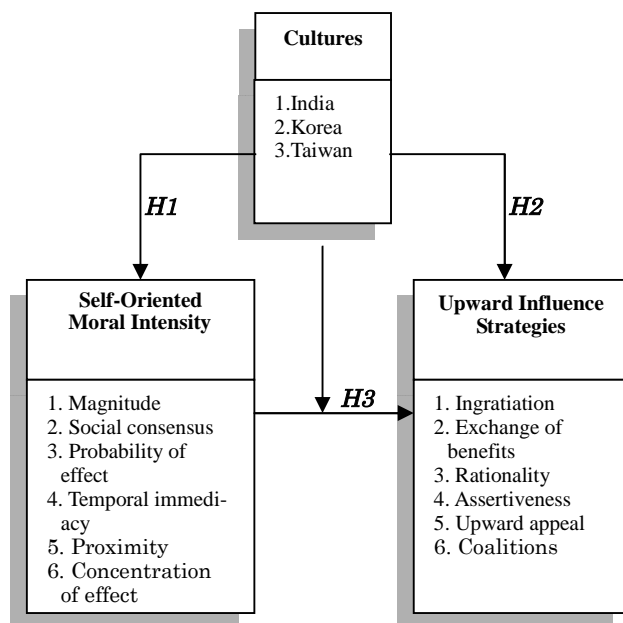 Cultures
1.India
2.Korea
3.Taiwan
H1
H2
Self-Oriented
Moral Intensity
1. Magnitude
2. Social consensus
3. Probability of
effect
4. Temporal immedi-
acy
5. Proximity
6. Concentration
of effect
H3
Upward Influence
Strategies
1. Ingratiation
2. Exchange of
benefits
3. Rationality
4. Assertiveness
5. Upward appeal
6. Coalitions